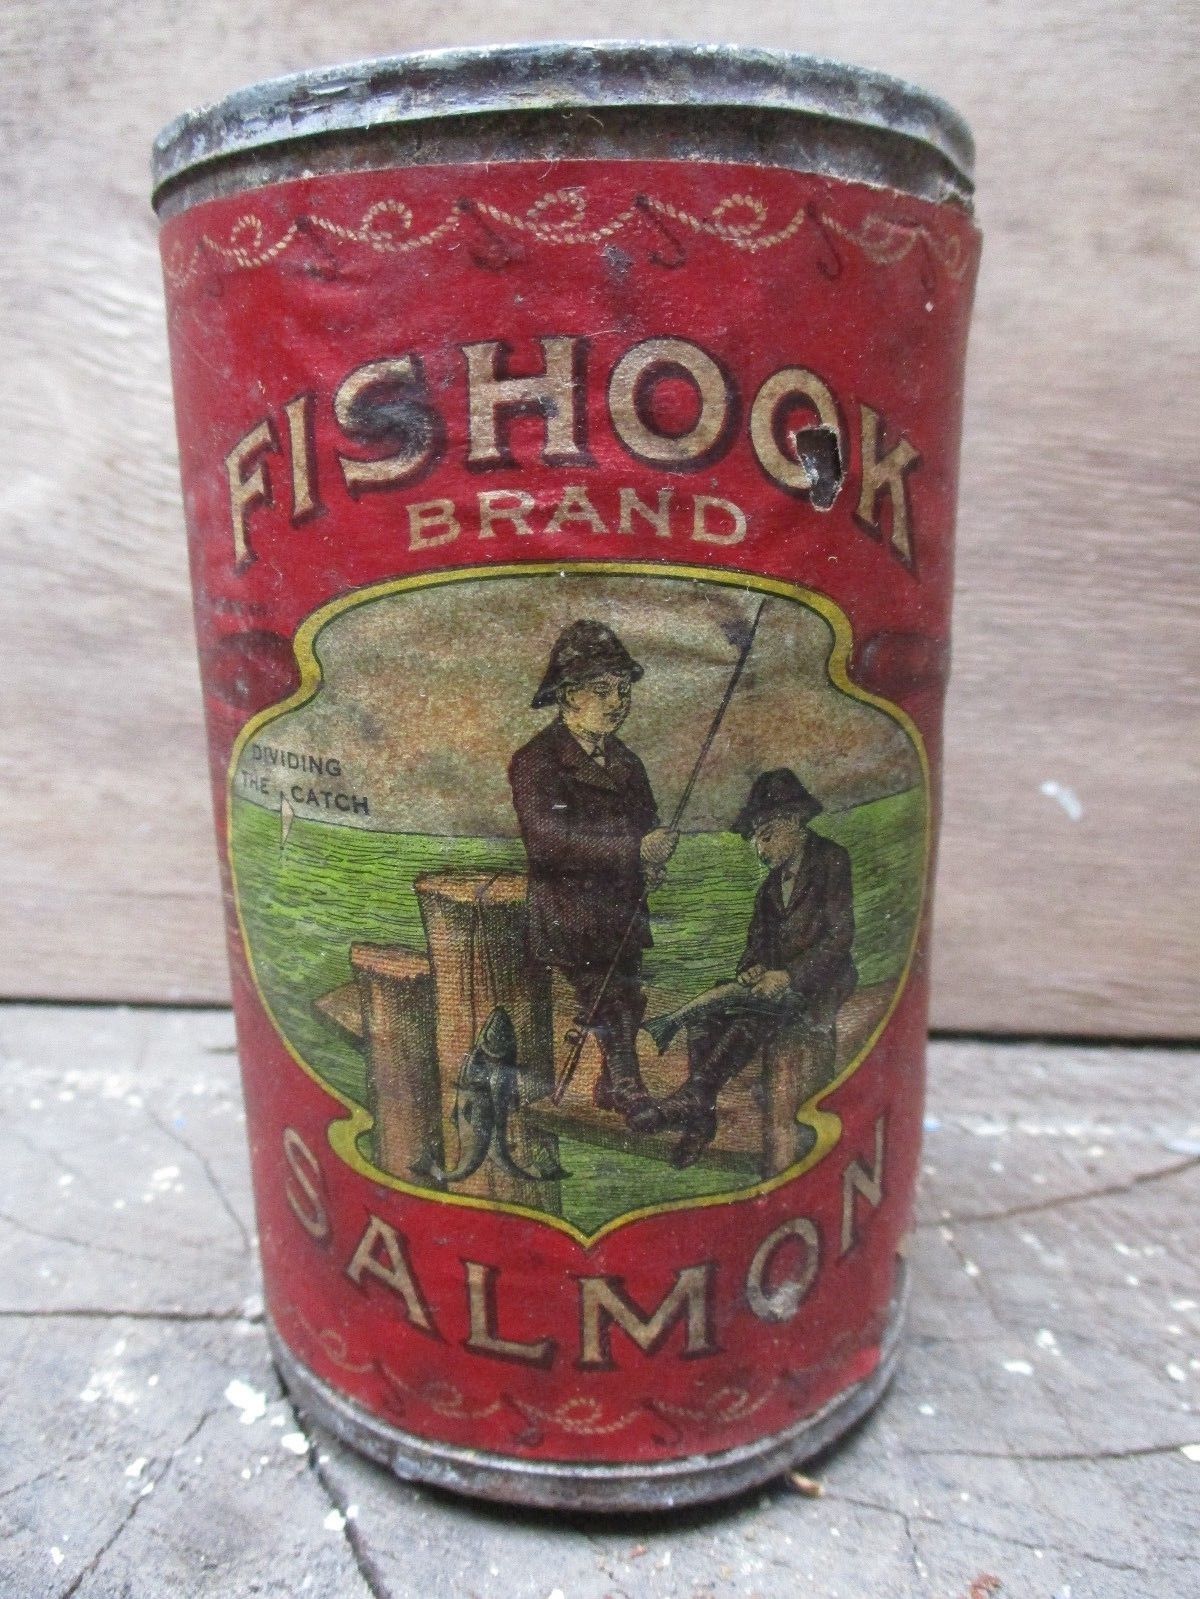 FISHOOK
BRAND
DIVIDING
THE CATCH
SALMON